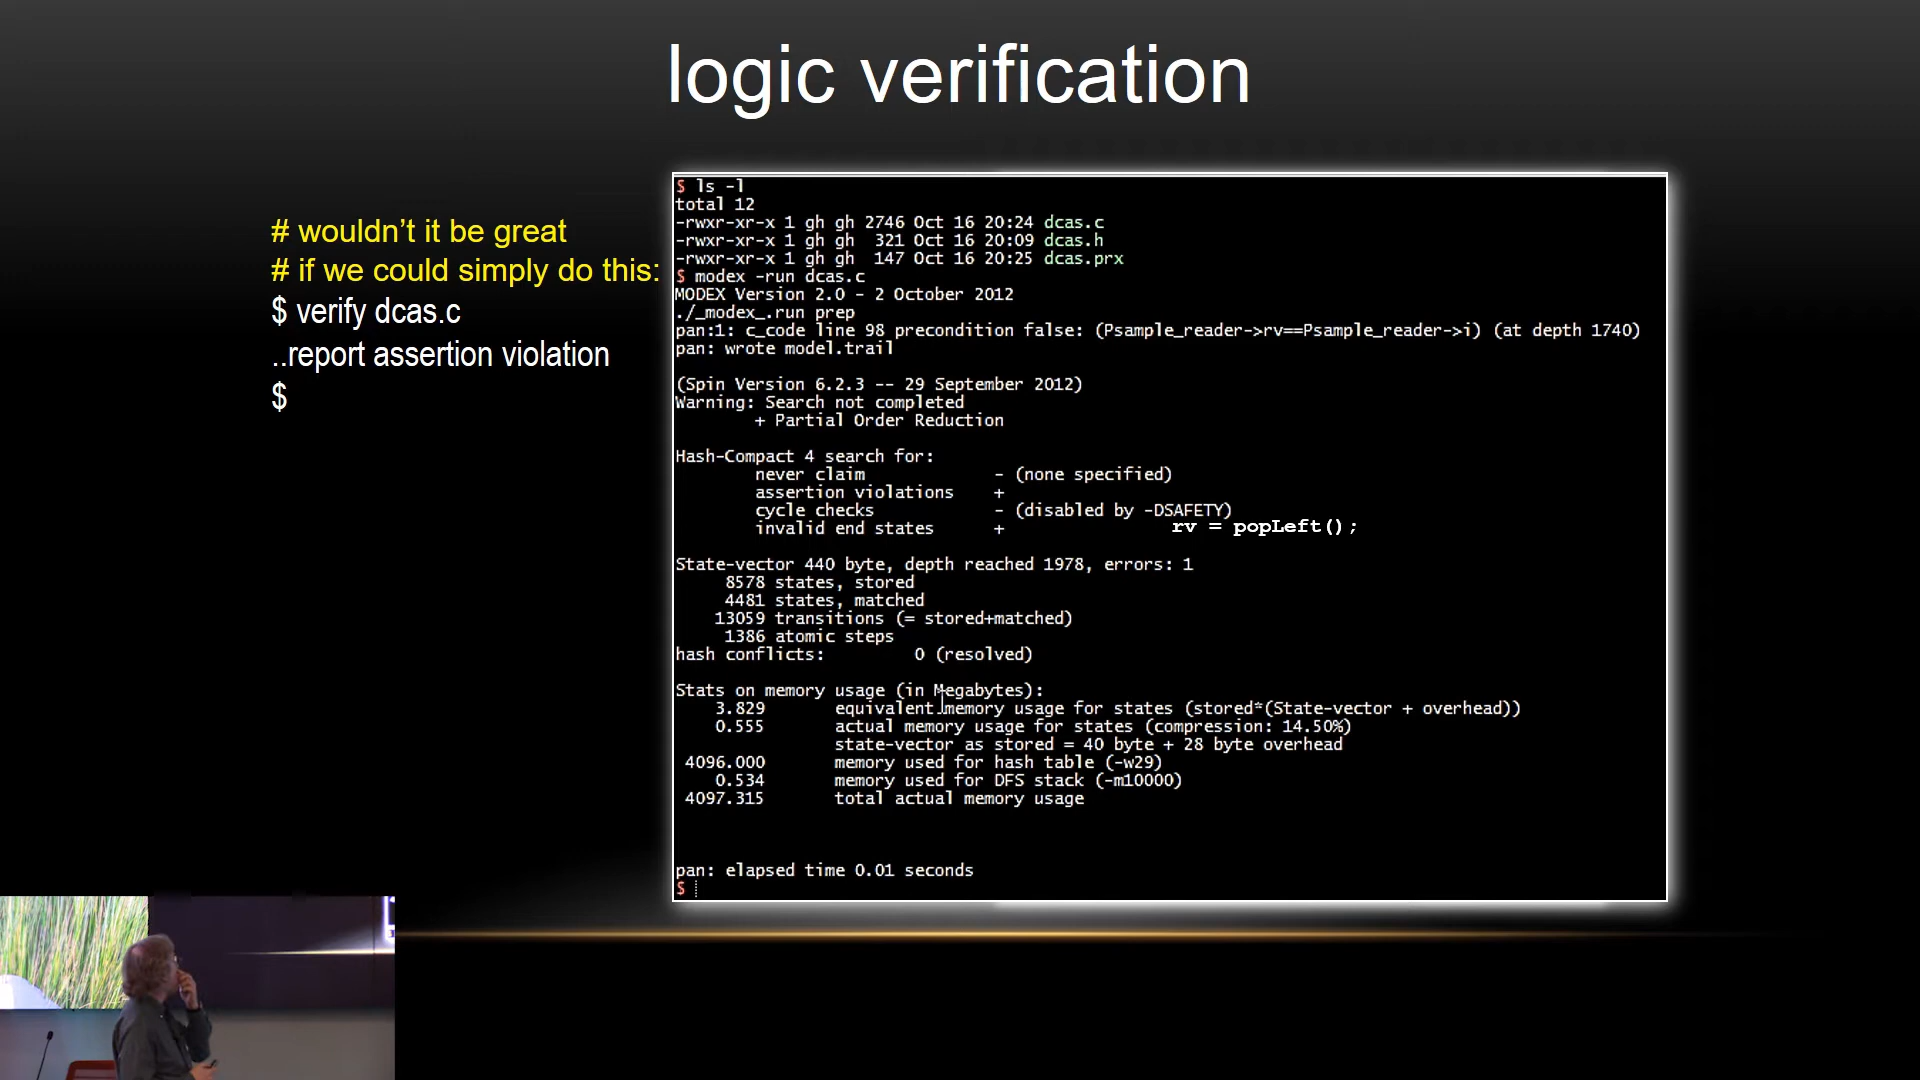 logic verification
# wouldn’t it be great
# if we could simply do this:
$ verify dcas.c
..report assertion violation
$
$ ls -l
total 12
-rwxr-xr-x 1 gh gh 2746 Oct 16 20:24 dcas.c
-rwxr-xr-x 1 gh gh  321 Oct 16 20:09 dcas.h
-rwxr-xr-x 1 gh gh  147 Oct 16 20:25 dcas.prx
$ modex -run dcas.c
MODEX Version 2.0 - 2 October 2012
./_modex_.run prep
pan:1: c_code line 98 precondition false: (Psample_reader->rv==Psample_reader->i) (at depth 1740)
pan: wrote model.trail
(Spin Version 6.2.3 -- 29 September 2012)
Warning: Search not completed
+ Partial Order Reduction
Hash-Compact 4 search for:
never claim - (none specified)
assertion violations +
cycle checks - (disabled by -DSAFETY)
invalid end states +
rv = popLeft();
State-vector 440 byte, depth reached 1978, errors: 1
8578 states, stored
4481 states, matched
13059 transitions (= stored+matched)
1386 atomic steps
hash conflicts: 0 (resolved)
Stats on memory usage (in Megabytes):
3.829 equivalent memory usage for states (stored*(State-vector + overhead))
0.555 actual memory usage for states (compression: 14.50%)
state-vector as stored = 40 byte + 28 byte overhead
4096.000 memory used for hash table (-w29)
0.534 memory used for DFS stack (-m10000)
4097.315 total actual memory usage
pan: elapsed time 0.01 seconds
$